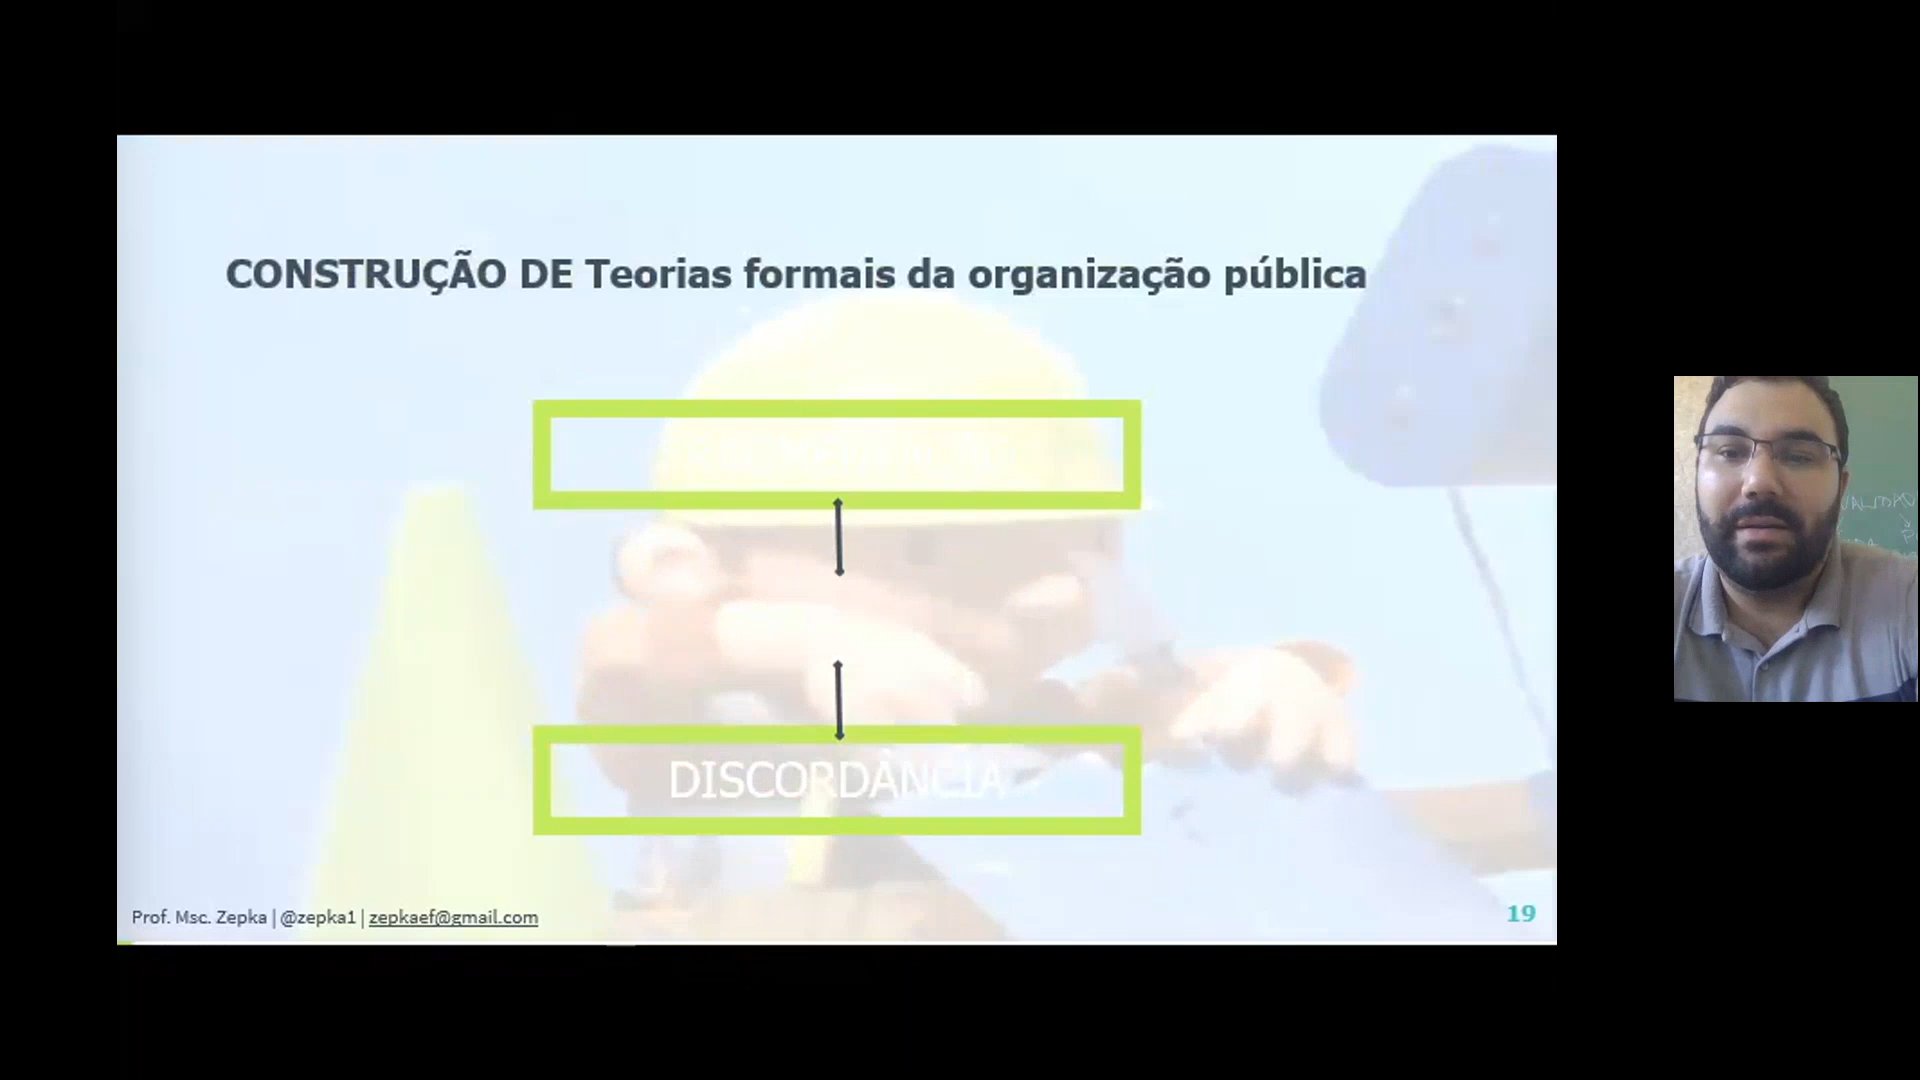 CONSTRUÇÃO DE Teorias formais da organização pública
DISCORDÂNCIA
Prof. Msc. Zepka | @zepka1 | zepkaef@gmail.com
19